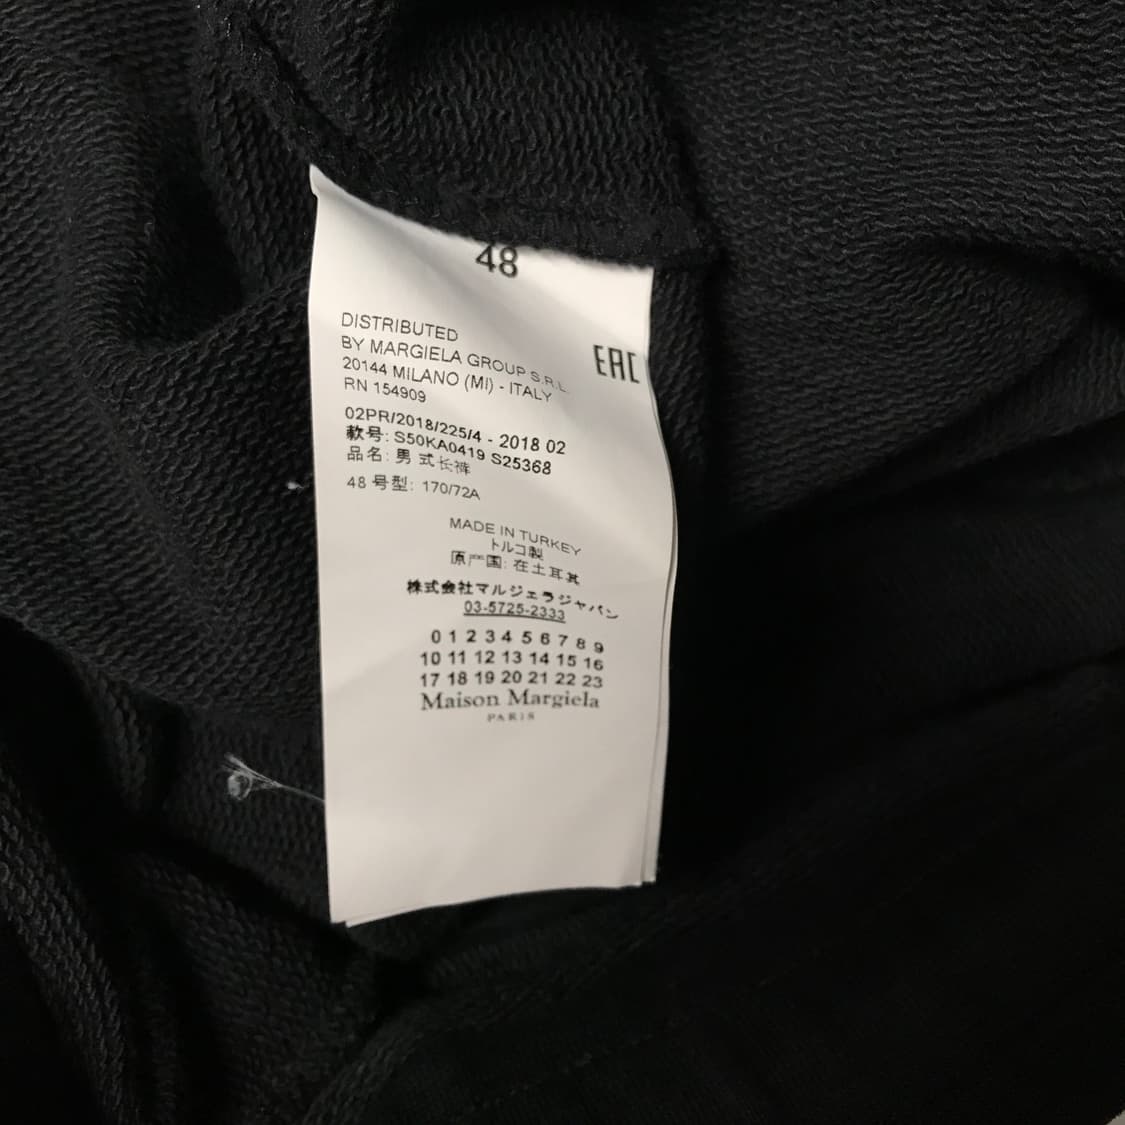 48
DISTRIBUTED
BY MARGIELA GROUP S.R.L.
20144 MILANO (MI) - ITALY
RN 154909
EAC
02PR/2018/225/4 - 2018 02
款号: S50KA0419 S25368
品名: 男 式长裤
48 号型: 170/72A
MADE IN TURKEY
トルコ製
原产国: 在土耳其
株式会社マルジェラジャパン
03-5725-2333
0 1 2 3 4 5 6 7 8 9
10 11 12 13 14 15 16
17 18 19 20 21 22 23
Maison Margiela
PARIS